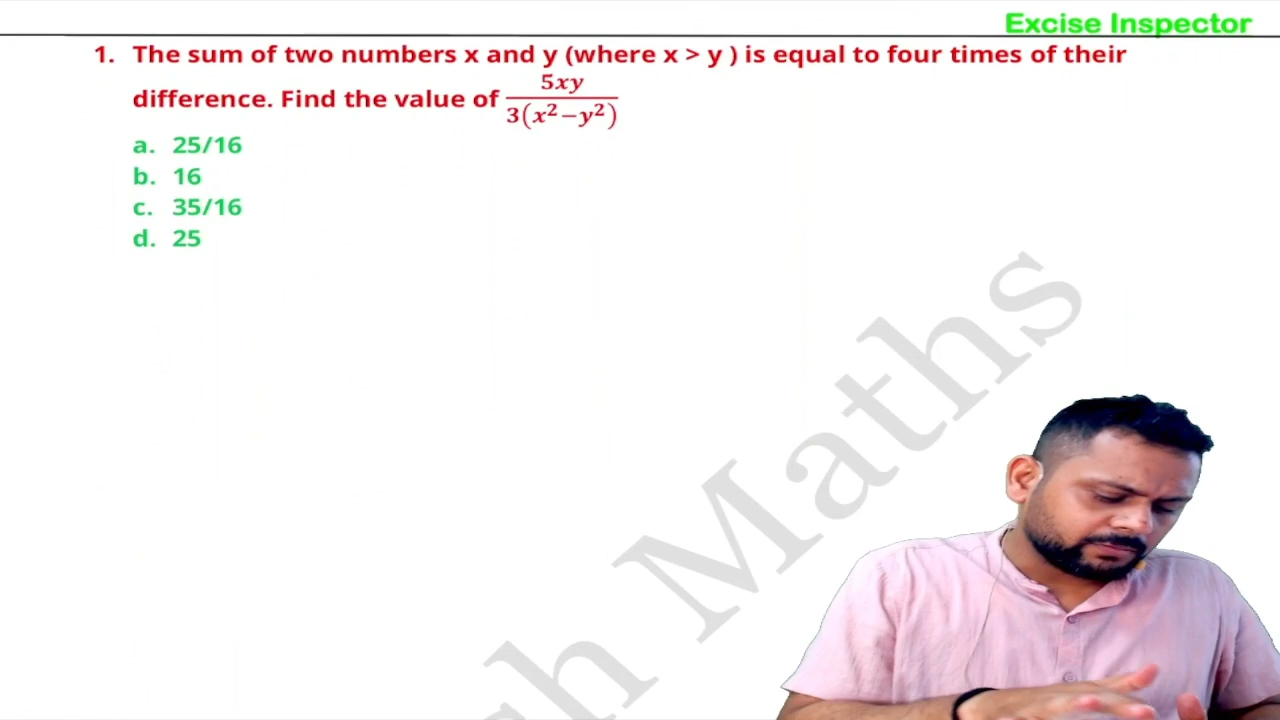 Excise Inspector
1. The sum of two numbers x and y (where x > y ) is equal to four times of their
difference. Find the value of 5xy / 3(x² − y²)
a. 25/16
b. 16
c. 35/16
d. 25
Maths